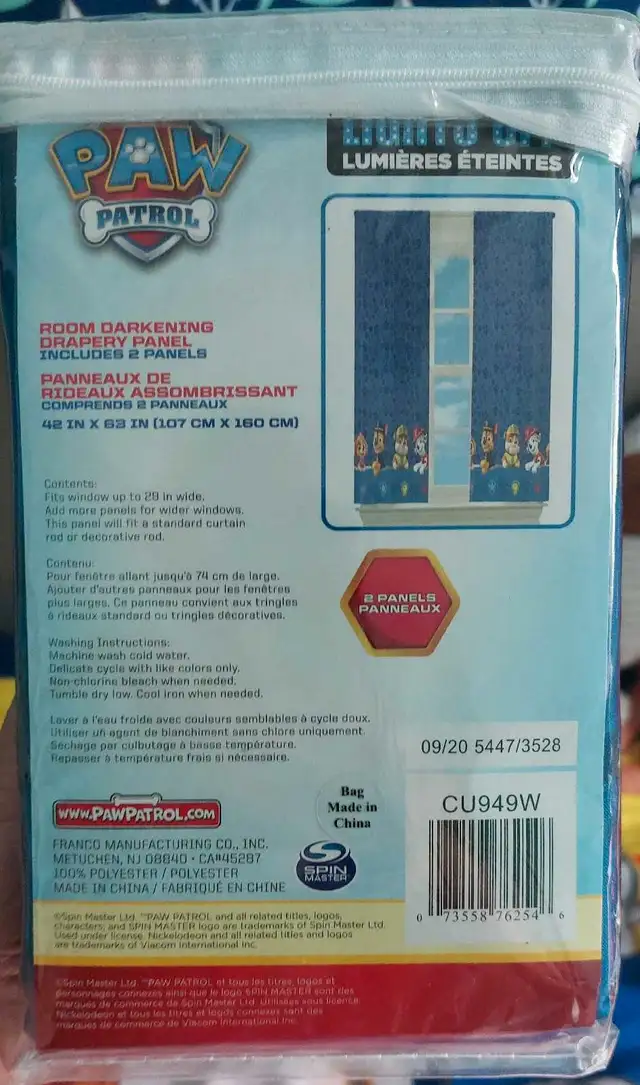 PAW
PATROL
LUMIÈRES ÉTEINTES
ROOM DARKENING
DRAPERY PANEL
INCLUDES 2 PANELS
PANNEAUX DE
RIDEAUX ASSOMBRISSANT
COMPRENDS 2 PANNEAUX
42 IN X 63 IN (107 CM X 160 CM)
Contents:
Fits window up to 29 in wide.
Add more panels for wider windows.
This panel will fit a standard curtain
rod or decorative rod.
Contenu:
Pour fenêtre allant jusqu'à 74 cm de large.
Ajouter d'autres panneaux pour les fenêtres
plus larges. Ce panneau convient aux tringles
à rideaux standard ou tringles décoratives.
2 PANELS
PANNEAUX
Washing Instructions:
Machine wash cold water.
Delicate cycle with like colors only.
Non-chlorine bleach when needed.
Tumble dry low. Cool iron when needed.
Laver à l'eau froide avec couleurs semblables à cycle doux.
Utiliser un agent de blanchiment sans chlore uniquement.
Séchage par culbutage à basse température.
Repasser à température frais si nécessaire.
09/20 5447/3528
CU949W
0 73558 76254 6
Bag
Made in
China
www.PawPatrol.com
FRANCO MANUFACTURING CO., INC.
METUCHEN, NJ 08840 • CA#45287
100% POLYESTER / POLYESTER
MADE IN CHINA / FABRIQUÉ EN CHINE
SPIN
MASTER
©Spin Master Ltd. ™PAW PATROL and all related titles, logos,
characters; and SPIN MASTER logo are trademarks of Spin Master Ltd.
Used under license. Nickelodeon and all related titles and logos
are trademarks of Viacom International Inc.
©Spin Master Ltd. ™PAW PATROL et tous les titres, logos et
personnages connexes ainsi que le logo SPIN MASTER sont des
marques de commerce de Spin Master Ltd. Utilisées sous licence.
Nickelodeon et tous les titres et logos connexes sont des
marques de commerce de Viacom International Inc.